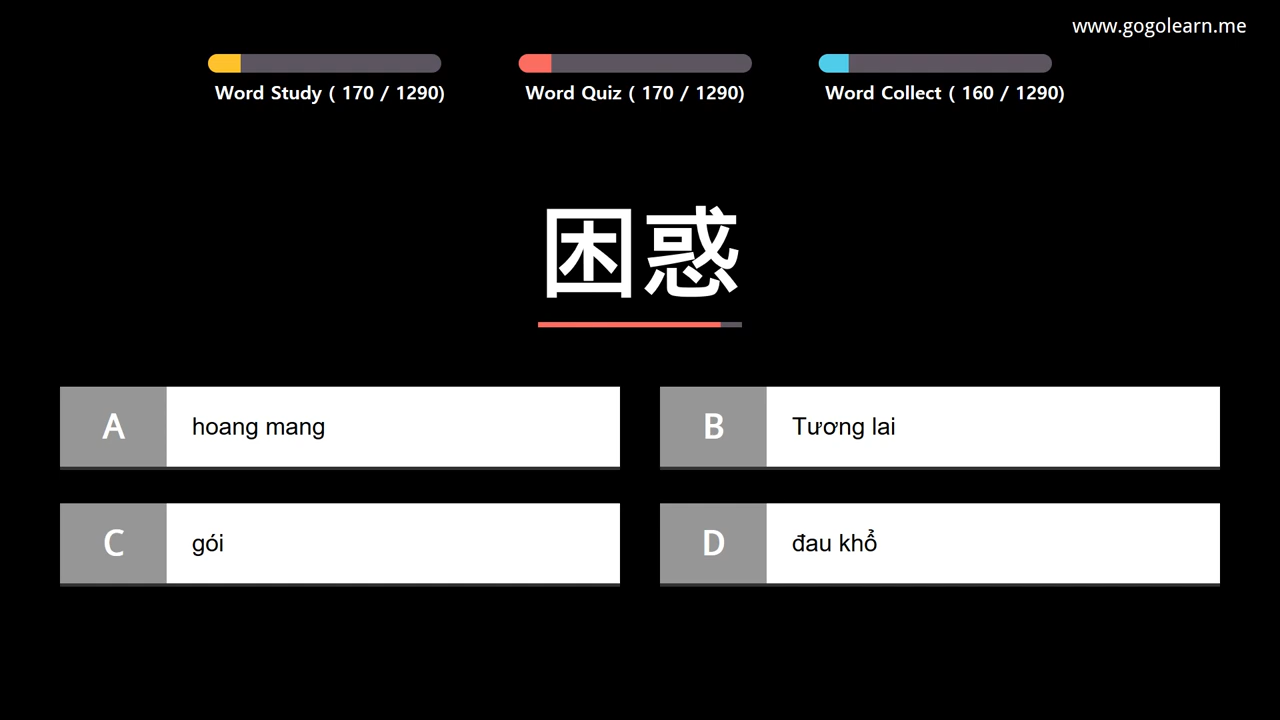 www.gogolearn.me
Word Study ( 170 / 1290)
Word Quiz ( 170 / 1290)
Word Collect ( 160 / 1290)
困惑
A hoang mang
B Tương lai
C gói
D đau khổ